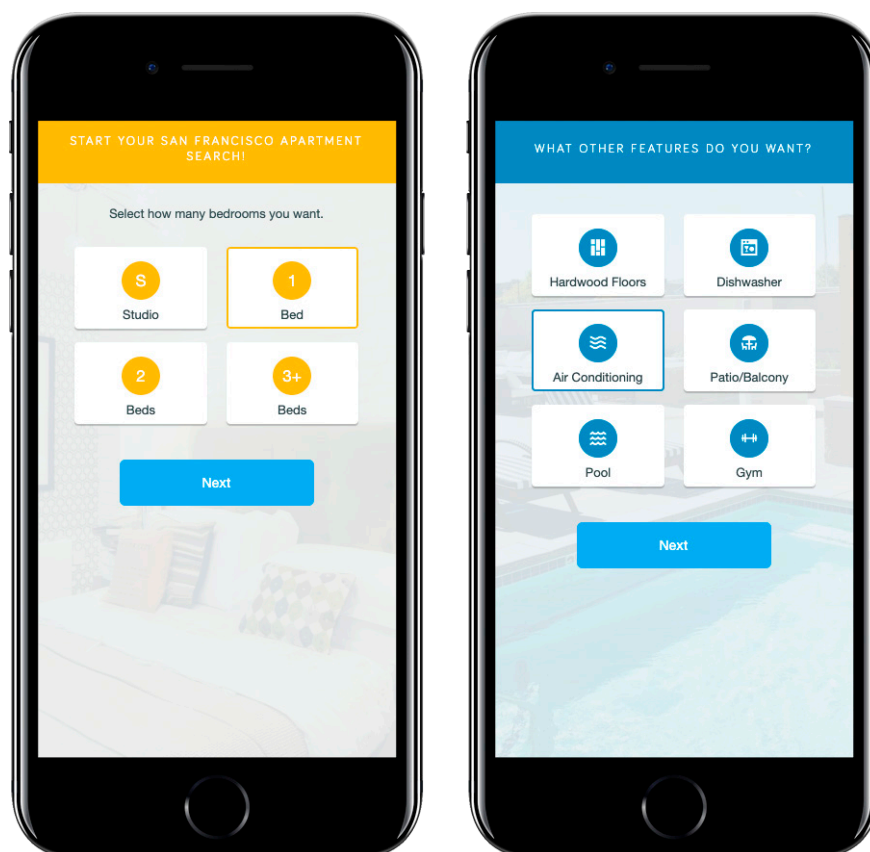 START YOUR SAN FRANCISCO APARTMENT
SEARCH!
Select how many bedrooms you want.
S
Studio
1
Bed
2
Beds
3+
Beds
Next
WHAT OTHER FEATURES DO YOU WANT?
Hardwood Floors
Dishwasher
Air Conditioning
Patio/Balcony
Pool
Gym
Next